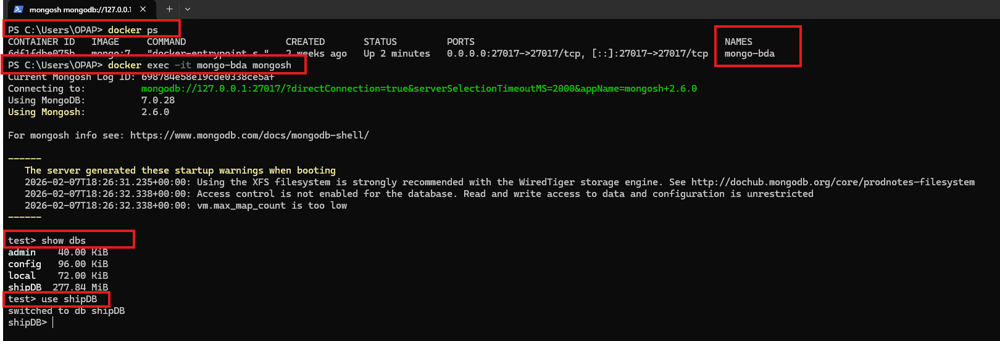 mongosh mongodb://127.0.0.1
PS C:\Users\OPAP> docker ps
CONTAINER ID   IMAGE     COMMAND                  CREATED       STATUS         PORTS                                             NAMES
6df1fdbe075b   mongo:7   "docker-entrypoint.s…"   2 weeks ago   Up 2 minutes   0.0.0.0:27017->27017/tcp, [::]:27017->27017/tcp   mongo-bda
PS C:\Users\OPAP> docker exec -it mongo-bda mongosh
Current Mongosh Log ID: 698784e58e19cde0338ce5af
Connecting to:          mongodb://127.0.0.1:27017/?directConnection=true&serverSelectionTimeoutMS=2000&appName=mongosh+2.6.0
Using MongoDB:          7.0.28
Using Mongosh:          2.6.0
For mongosh info see: https://www.mongodb.com/docs/mongodb-shell/
------
The server generated these startup warnings when booting
2026-02-07T18:26:31.235+00:00: Using the XFS filesystem is strongly recommended with the WiredTiger storage engine. See http://dochub.mongodb.org/core/prodnotes-filesystem
2026-02-07T18:26:32.338+00:00: Access control is not enabled for the database. Read and write access to data and configuration is unrestricted
2026-02-07T18:26:32.338+00:00: vm.max_map_count is too low
------
test> show dbs
admin    40.00 KiB
config   96.00 KiB
local    72.00 KiB
shipDB  277.84 MiB
test> use shipDB
switched to db shipDB
shipDB>